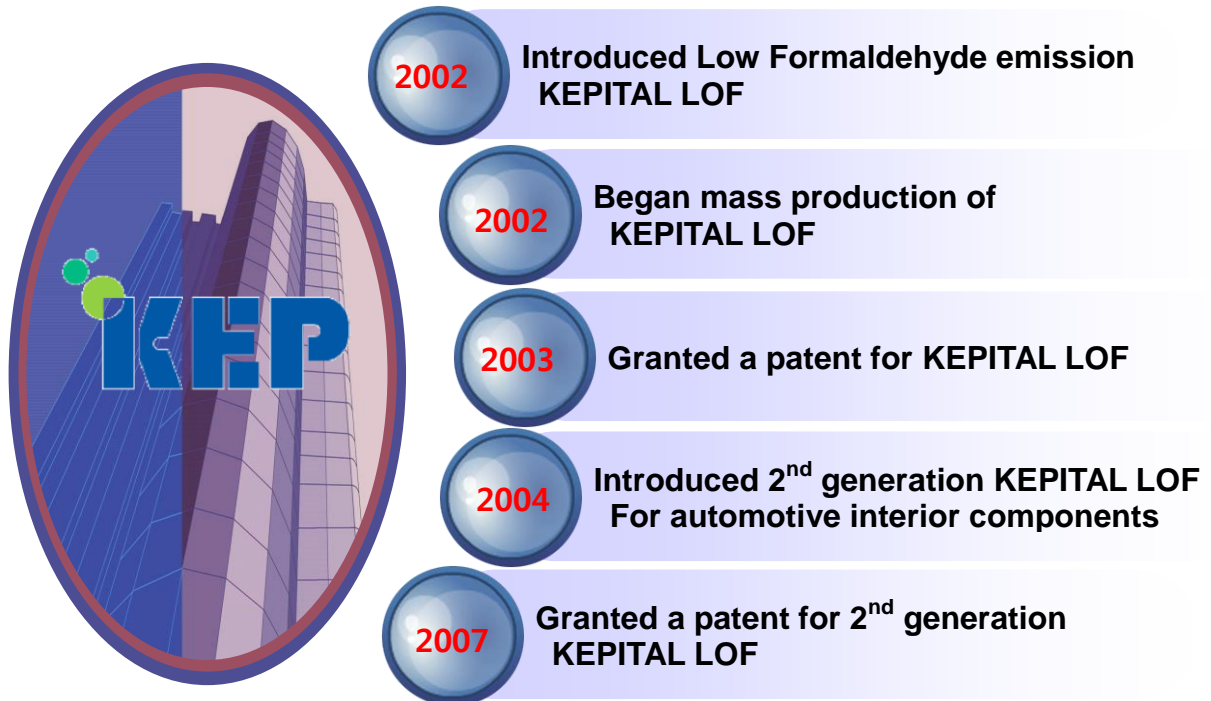 KEP
2002
Introduced Low Formaldehyde emission
KEPITAL LOF
2002
Began mass production of
KEPITAL LOF
2003
Granted a patent for KEPITAL LOF
2004
Introduced 2nd generation KEPITAL LOF
For automotive interior components
2007
Granted a patent for 2nd generation
KEPITAL LOF